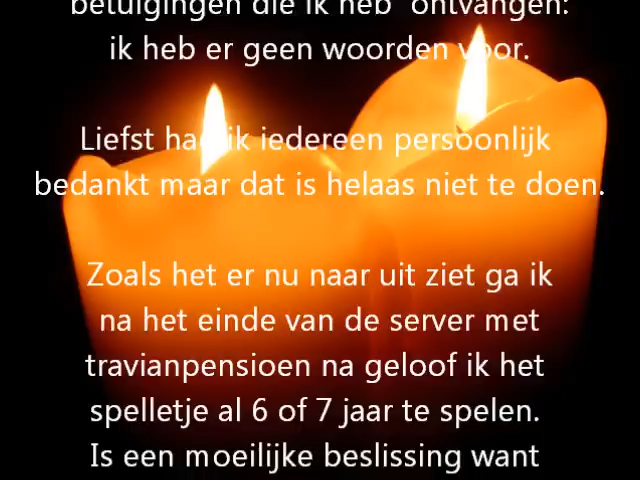 betuigingen die ik heb ontvangen:
ik heb er geen woorden voor.
Liefst had ik iedereen persoonlijk
bedankt maar dat is helaas niet te doen.
Zoals het er nu naar uit ziet ga ik
na het einde van de server met
travianpensioen na geloof ik het
spelletje al 6 of 7 jaar te spelen.
Is een moeilijke beslissing want